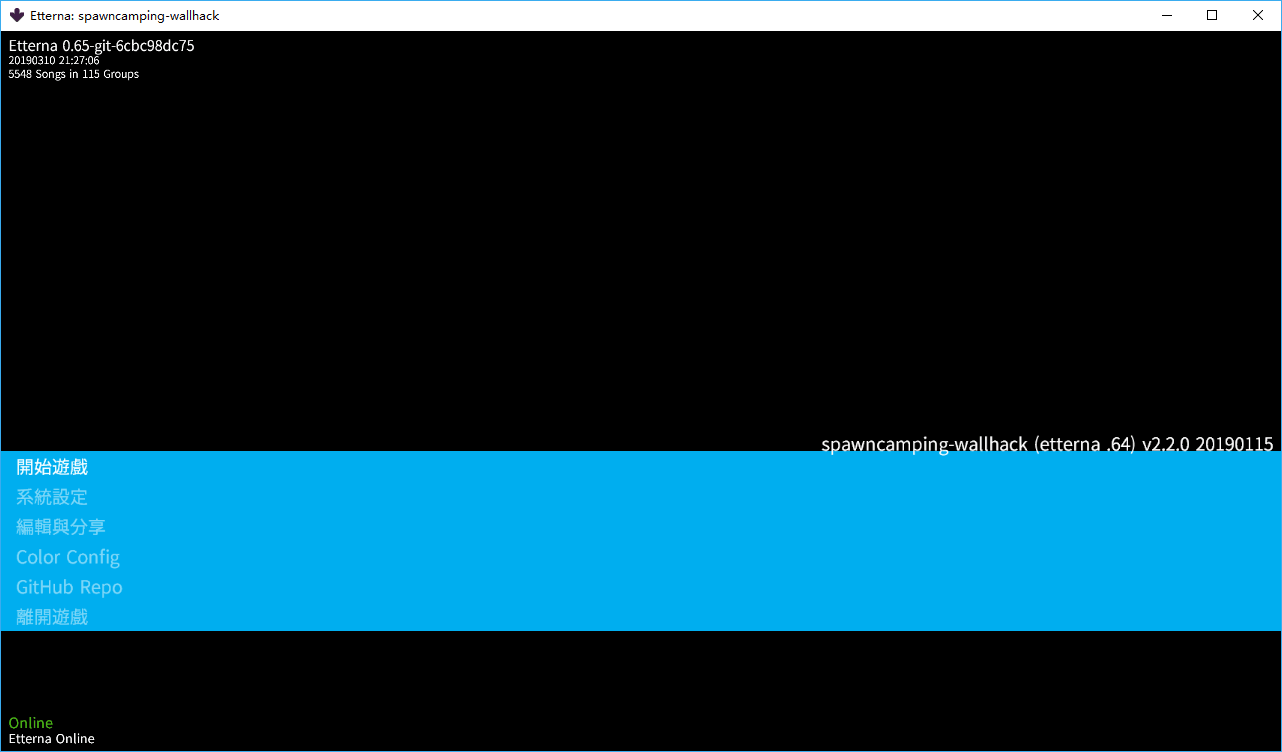 Etterna: spawncamping-wallhack
Etterna 0.65-git-6cbc98dc75
20190310 21:27:06
5548 Songs in 115 Groups
spawncamping-wallhack (etterna .64) v2.2.0 20190115
開始遊戲
系統設定
編輯與分享
Color Config
GitHub Repo
離開遊戲
Online
Etterna Online